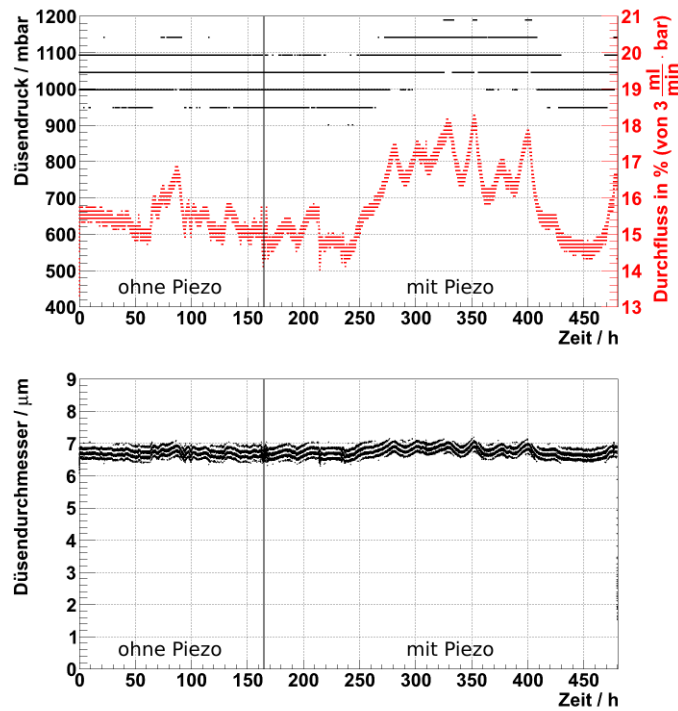 1200
1100
1000
900
800
700
600
500
400
Düsendruck / mbar
21
20
19
18
17
16
15
14
13
Durchfluss in % (von 3 ml/min · bar)
ohne Piezo
mit Piezo
0 50 100 150 200 250 300 350 400 450
Zeit / h
9
8
7
6
5
4
3
2
1
0
Düsendurchmesser / μm
ohne Piezo
mit Piezo
0 50 100 150 200 250 300 350 400 450
Zeit / h